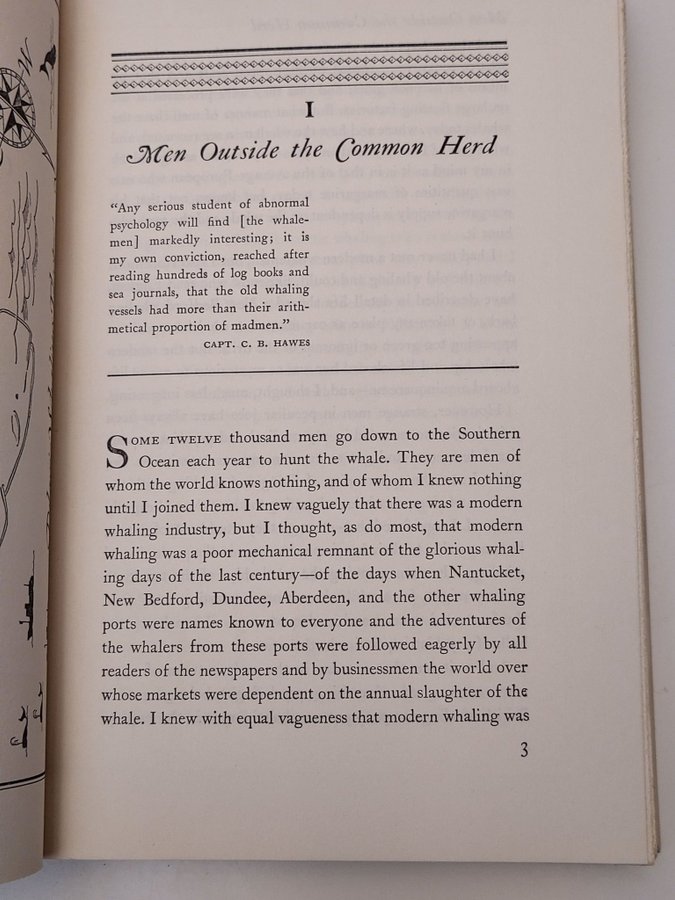 I
Men Outside the Common Herd
“Any serious student of abnormal
psychology will find [the whale-
men] markedly interesting; it is
my own conviction, reached after
reading hundreds of log books and
sea journals, that the old whaling
vessels had more than their arith-
metical proportion of madmen.”
CAPT. C. B. HAWES
SOME TWELVE thousand men go down to the Southern
Ocean each year to hunt the whale. They are men of
whom the world knows nothing, and of whom I knew nothing
until I joined them. I knew vaguely that there was a modern
whaling industry, but I thought, as do most, that modern
whaling was a poor mechanical remnant of the glorious whal-
ing days of the last century—of the days when Nantucket,
New Bedford, Dundee, Aberdeen, and the other whaling
ports were names known to everyone and the adventures of
the whalers from these ports were followed eagerly by all
readers of the newspapers and by businessmen the world over
whose markets were dependent on the annual slaughter of the
whale. I knew with equal vagueness that modern whaling was
3